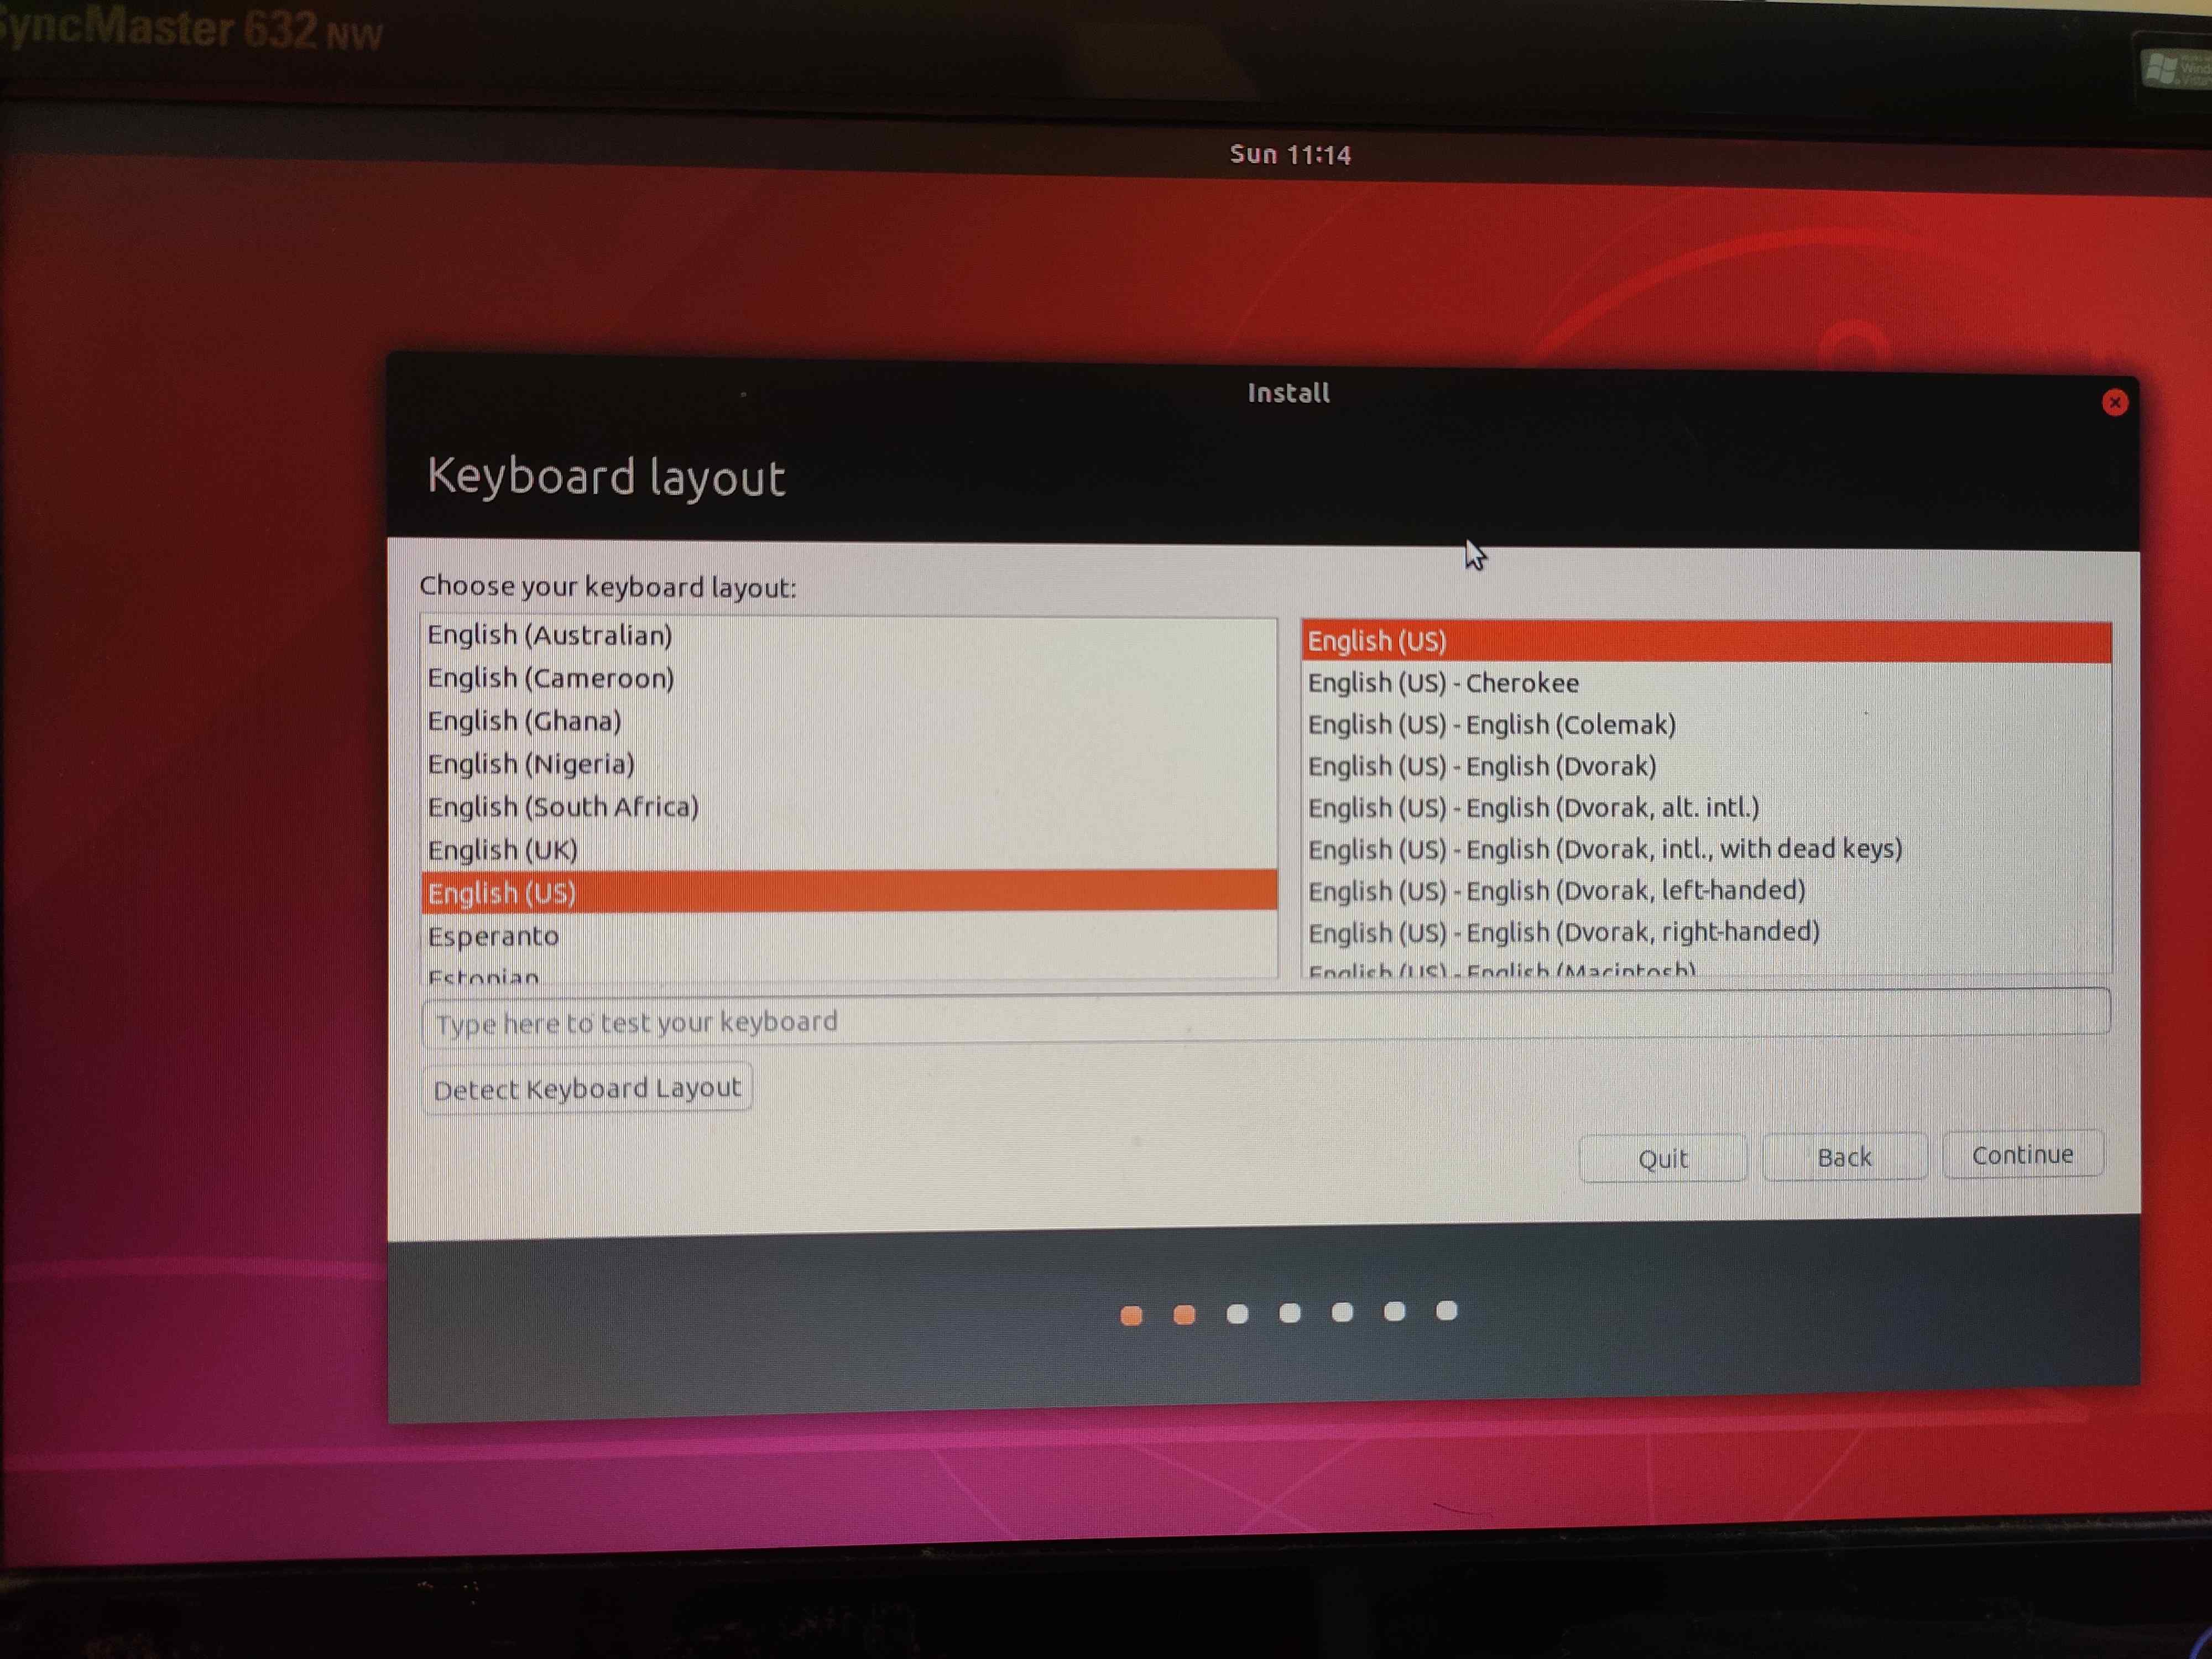 SyncMaster 632 NW
Sun 11:14
Install
Keyboard layout
Choose your keyboard layout:
English (Australian)
English (Cameroon)
English (Ghana)
English (Nigeria)
English (South Africa)
English (UK)
English (US)
Esperanto
Estonian
English (US)
English (US) - Cherokee
English (US) - English (Colemak)
English (US) - English (Dvorak)
English (US) - English (Dvorak, alt. intl.)
English (US) - English (Dvorak, intl., with dead keys)
English (US) - English (Dvorak, left-handed)
English (US) - English (Dvorak, right-handed)
English (US) - English (Macintosh)
Type here to test your keyboard
Detect Keyboard Layout
Quit
Back
Continue